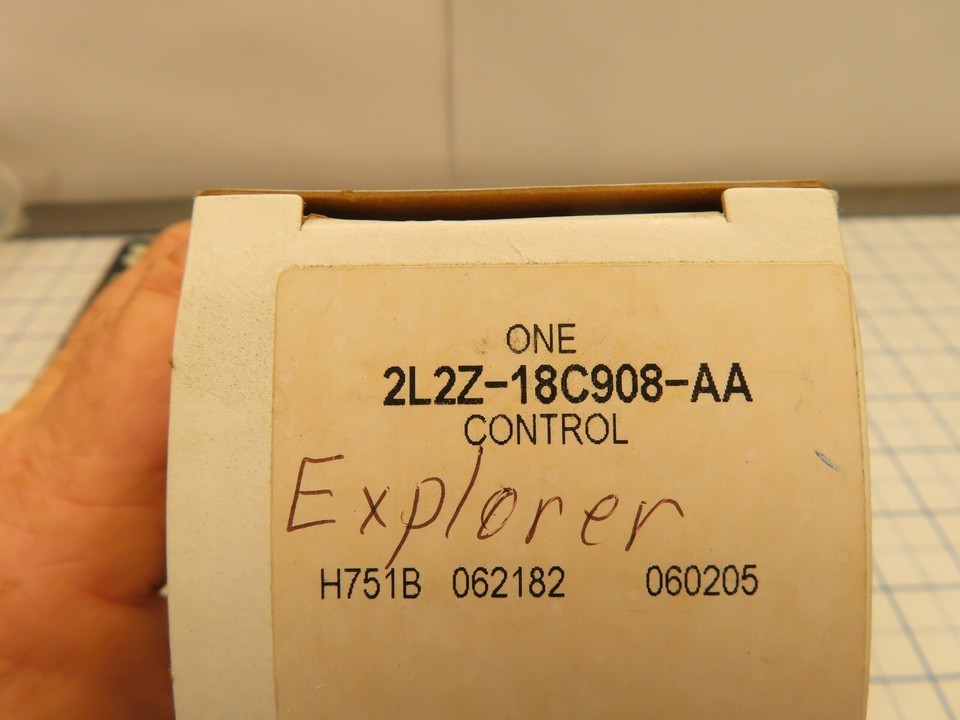 ONE
2L2Z-18C908-AA
CONTROL
Explorer
H751B 062182 060205